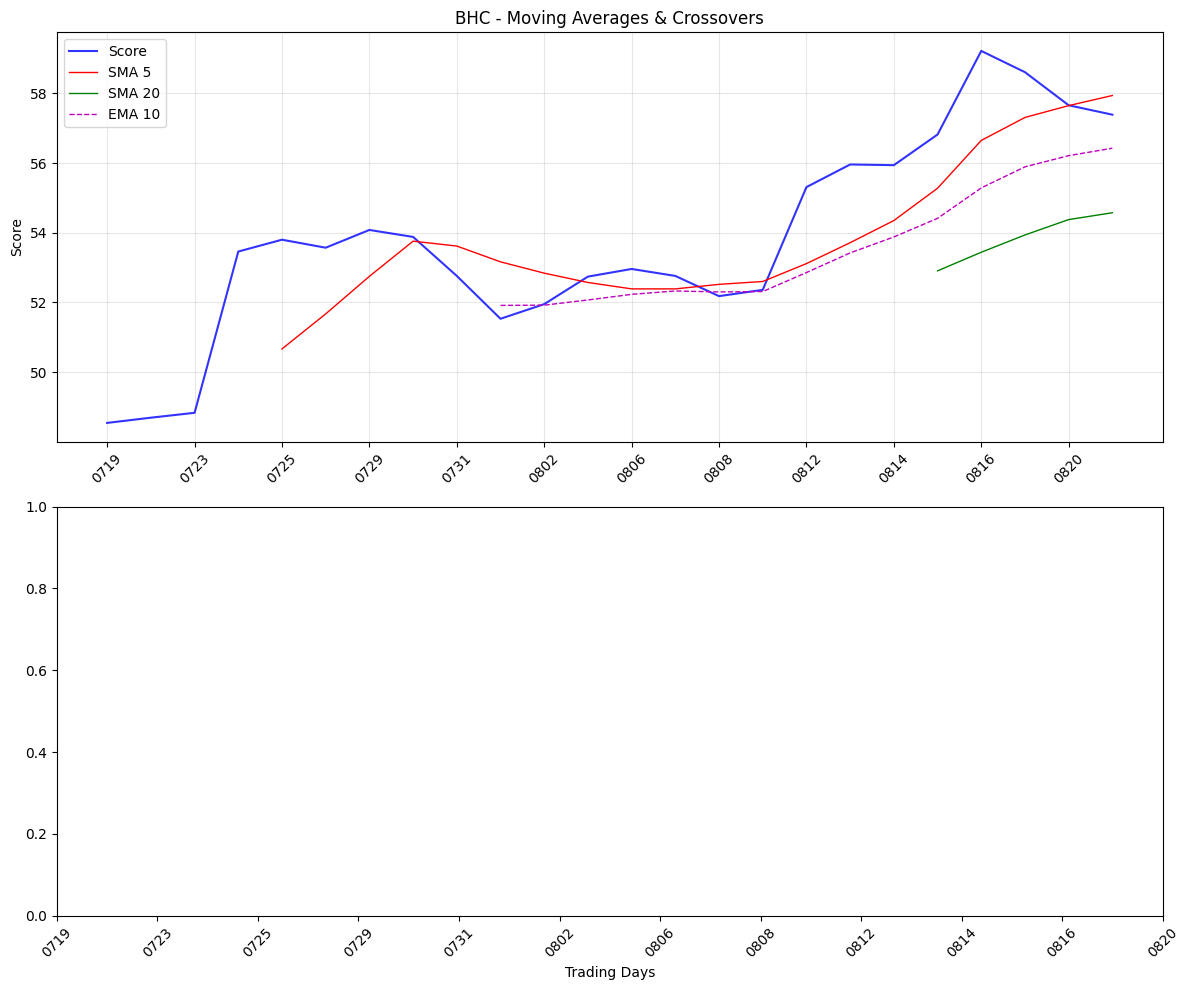 BHC - Moving Averages & Crossovers
Score
SMA 5
SMA 20
EMA 10
Score
58
56
54
52
50
0719 0723 0725 0729 0731 0802 0806 0808 0812 0814 0816 0820
1.0
0.8
0.6
0.4
0.2
0.0
0719 0723 0725 0729 0731 0802 0806 0808 0812 0814 0816 0820
Trading Days